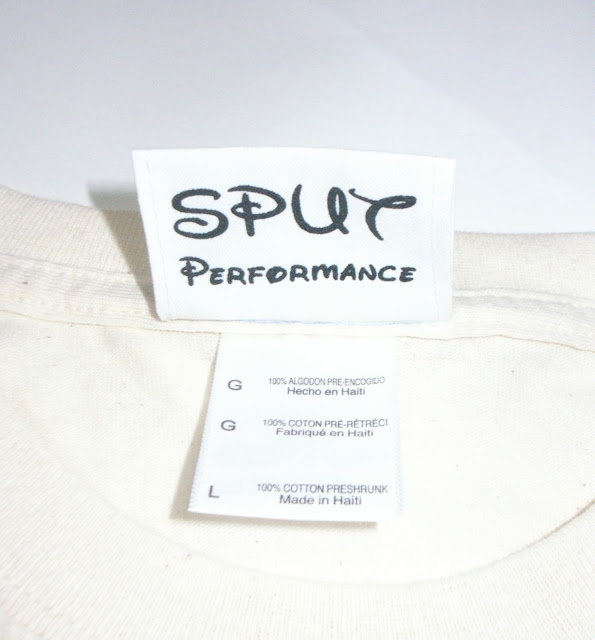 SPUT
PERFORMANCE
G 100% ALGODON PRE-ENCOGIDO
Hecho en Haiti
G 100% COTON PRÉ-RÉTRÉCI
Fabriqué en Haiti
L 100% COTTON PRESHRUNK
Made in Haiti